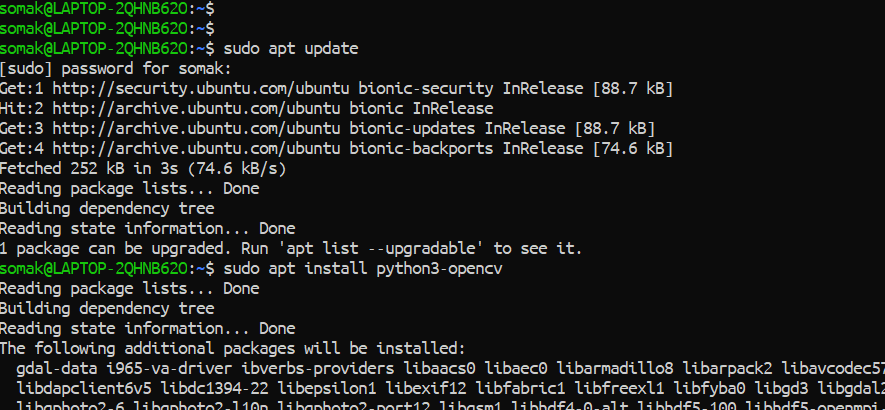 somak@LAPTOP-2QHNB62O:~$
somak@LAPTOP-2QHNB62O:~$
somak@LAPTOP-2QHNB62O:~$ sudo apt update
[sudo] password for somak:
Get:1 http://security.ubuntu.com/ubuntu bionic-security InRelease [88.7 kB]
Hit:2 http://archive.ubuntu.com/ubuntu bionic InRelease
Get:3 http://archive.ubuntu.com/ubuntu bionic-updates InRelease [88.7 kB]
Get:4 http://archive.ubuntu.com/ubuntu bionic-backports InRelease [74.6 kB]
Fetched 252 kB in 3s (74.6 kB/s)
Reading package lists... Done
Building dependency tree
Reading state information... Done
1 package can be upgraded. Run 'apt list --upgradable' to see it.
somak@LAPTOP-2QHNB62O:~$ sudo apt install python3-opencv
Reading package lists... Done
Building dependency tree
Reading state information... Done
The following additional packages will be installed:
gdal-data i965-va-driver ibverbs-providers libaacs0 libaec0 libarmadillo8 libarpack2 libavcodec57
libdapclient6v5 libdc1394-22 libepsilon1 libexif12 libfabric1 libfreexl1 libfyba0 libgd3 libgdal2
libgphoto2-6 libgphoto2-l10n libgphoto2-port12 libgsm1 libhdf4-0-alt libhdf5-100 libhdf5-openmpi